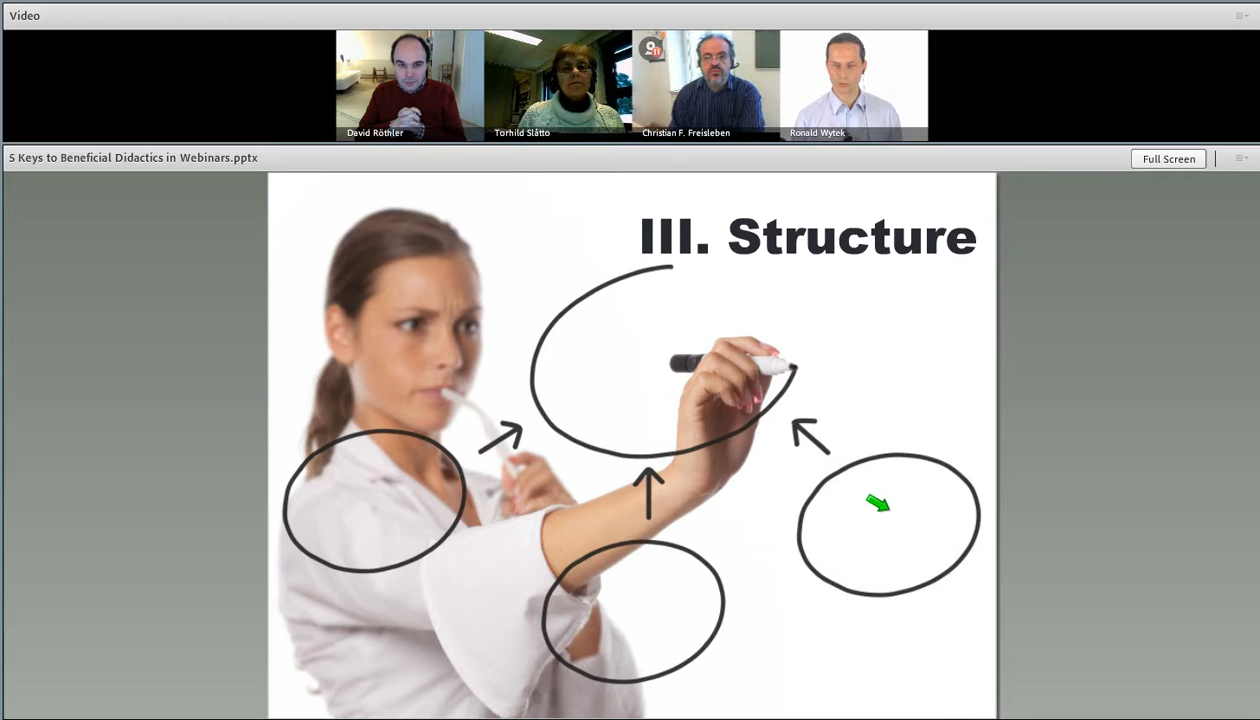 Video
David Röthler
Torhild Slåtto
Christian F. Freisleben
Ronald Wytek
5 Keys to Beneficial Didactics in Webinars.pptx
Full Screen
III. Structure